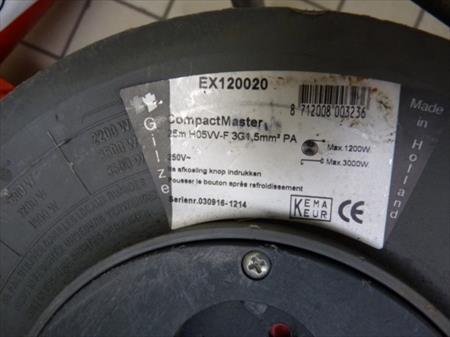 EX120020
8 712008 003236
CompactMaster
25m H05VV-F 3G1,5mm² PA
Max.1200W
250V~
Max.3000W
Na afkoeling knop indrukken
Pousser le bouton après refroidissement
KEMA
KEUR
CE
Serienr.030916-1214
Gilze
Made in
Holland
2200 W